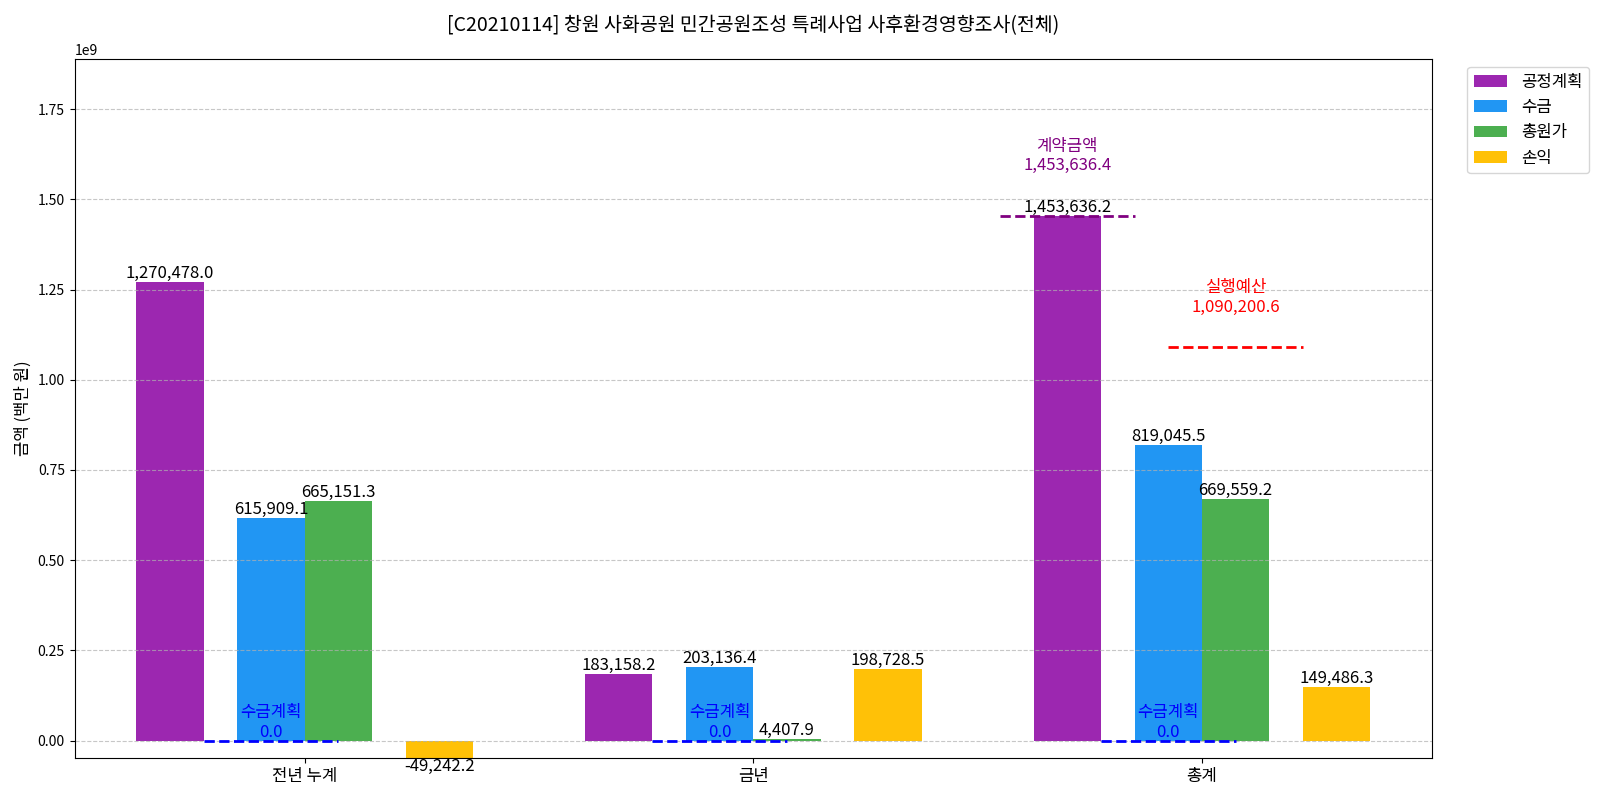 [C20210114] 창원 사화공원 민간공원조성 특례사업 사후환경영향조사(전체)
1e9
금액 (백만 원)
1.75
1.50
1.25
1.00
0.75
0.50
0.25
0.00
1,270,478.0
615,909.1
665,151.3
-49,242.2
수금계획
0.0
183,158.2
203,136.4
4,407.9
198,728.5
수금계획
0.0
계약금액
1,453,636.4
1,453,636.2
실행예산
1,090,200.6
819,045.5
669,559.2
149,486.3
수금계획
0.0
전년 누계
금년
총계
공정계획
수금
총원가
손익